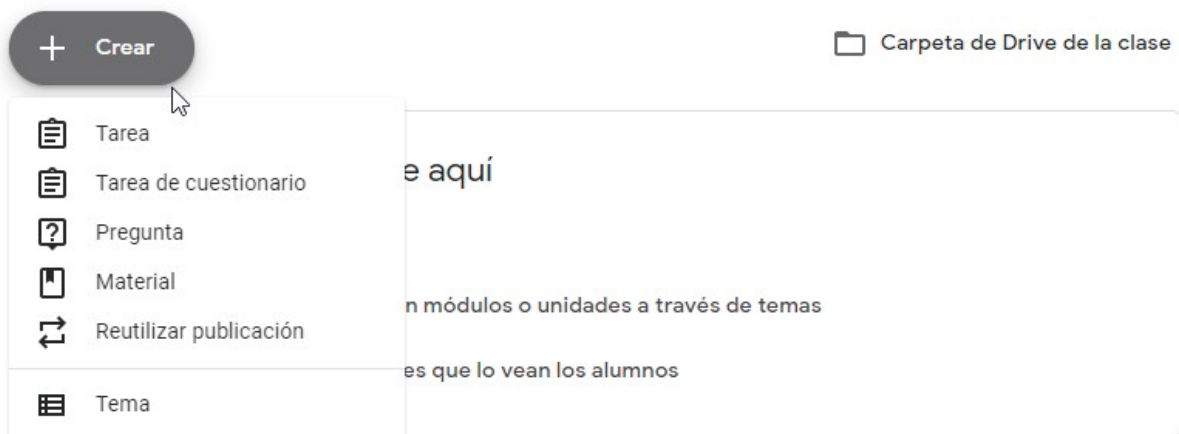 Crear
Carpeta de Drive de la clase
Tarea
Tarea de cuestionario
Pregunta
Material
Reutilizar publicación
Tema
e aquí
n módulos o unidades a través de temas
es que lo vean los alumnos